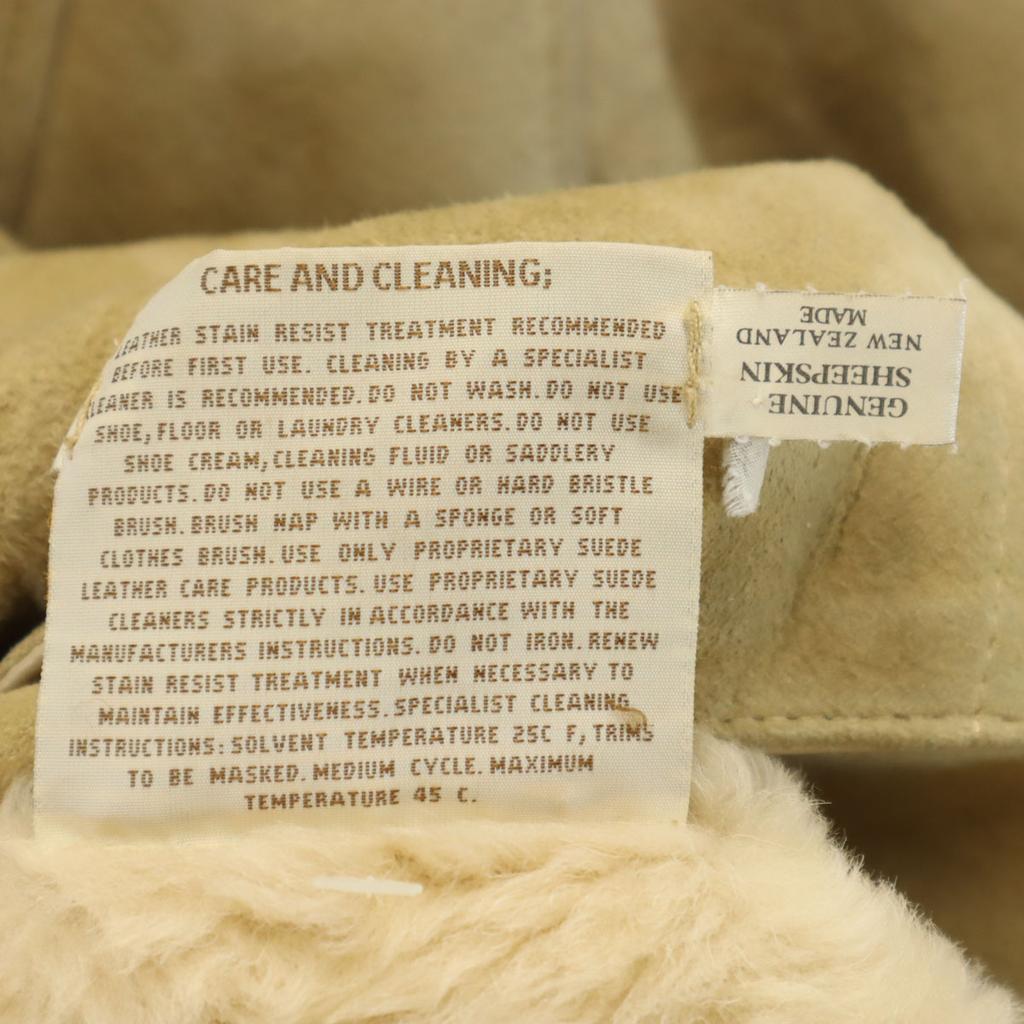 CARE AND CLEANING;
LEATHER STAIN RESIST TREATMENT RECOMMENDED
BEFORE FIRST USE. CLEANING BY A SPECIALIST
CLEANER IS RECOMMENDED. DO NOT WASH. DO NOT USE
SHOE, FLOOR OR LAUNDRY CLEANERS. DO NOT USE
SHOE CREAM, CLEANING FLUID OR SADDLERY
PRODUCTS. DO NOT USE A WIRE OR HARD BRISTLE
BRUSH. BRUSH NAP WITH A SPONGE OR SOFT
CLOTHES BRUSH. USE ONLY PROPRIETARY SUEDE
LEATHER CARE PRODUCTS. USE PROPRIETARY SUEDE
CLEANERS STRICTLY IN ACCORDANCE WITH THE
MANUFACTURERS INSTRUCTIONS. DO NOT IRON. RENEW
STAIN RESIST TREATMENT WHEN NECESSARY TO
MAINTAIN EFFECTIVENESS. SPECIALIST CLEANING
INSTRUCTIONS: SOLVENT TEMPERATURE 25C F, TRIMS
TO BE MASKED. MEDIUM CYCLE. MAXIMUM
TEMPERATURE 45 C.
GENUINE
SHEEPSKIN
NEW ZEALAND
MADE